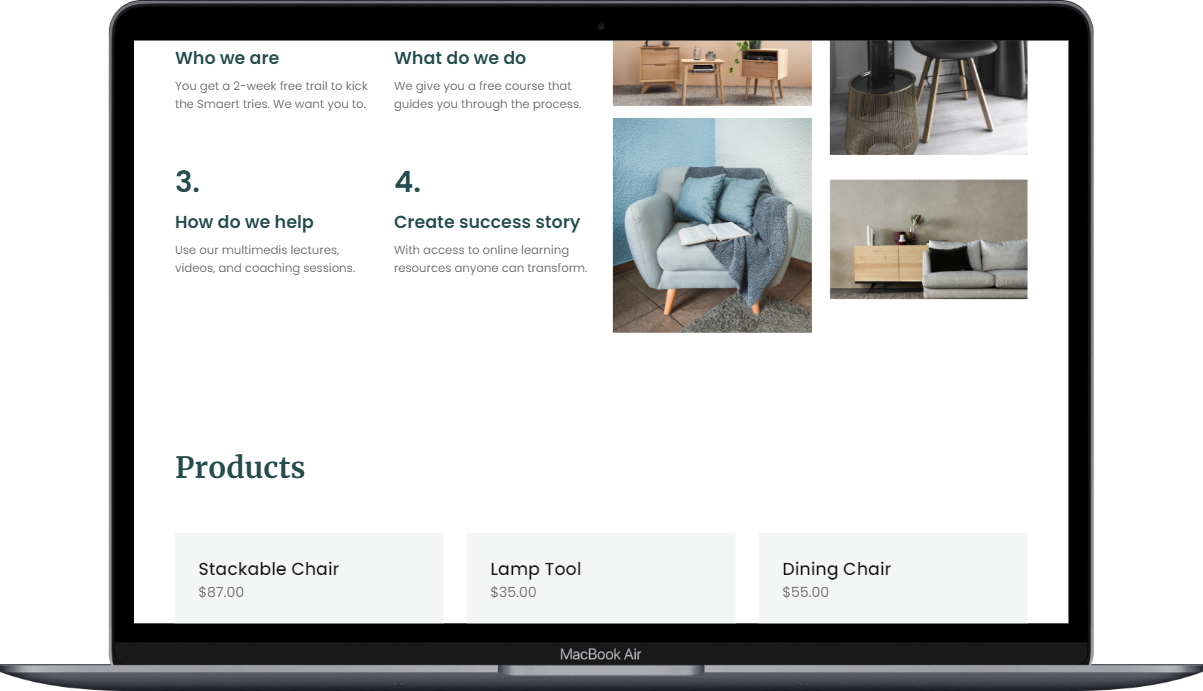 Who we are
You get a 2-week free trail to kick
the Smaert tries. We want you to.
What do we do
We give you a free course that
guides you through the process.
3.
How do we help
Use our multimedis lectures,
videos, and coaching sessions.
4.
Create success story
With access to online learning
resources anyone can transform.
Products
Stackable Chair
$87.00
Lamp Tool
$35.00
Dining Chair
$55.00
MacBook Air